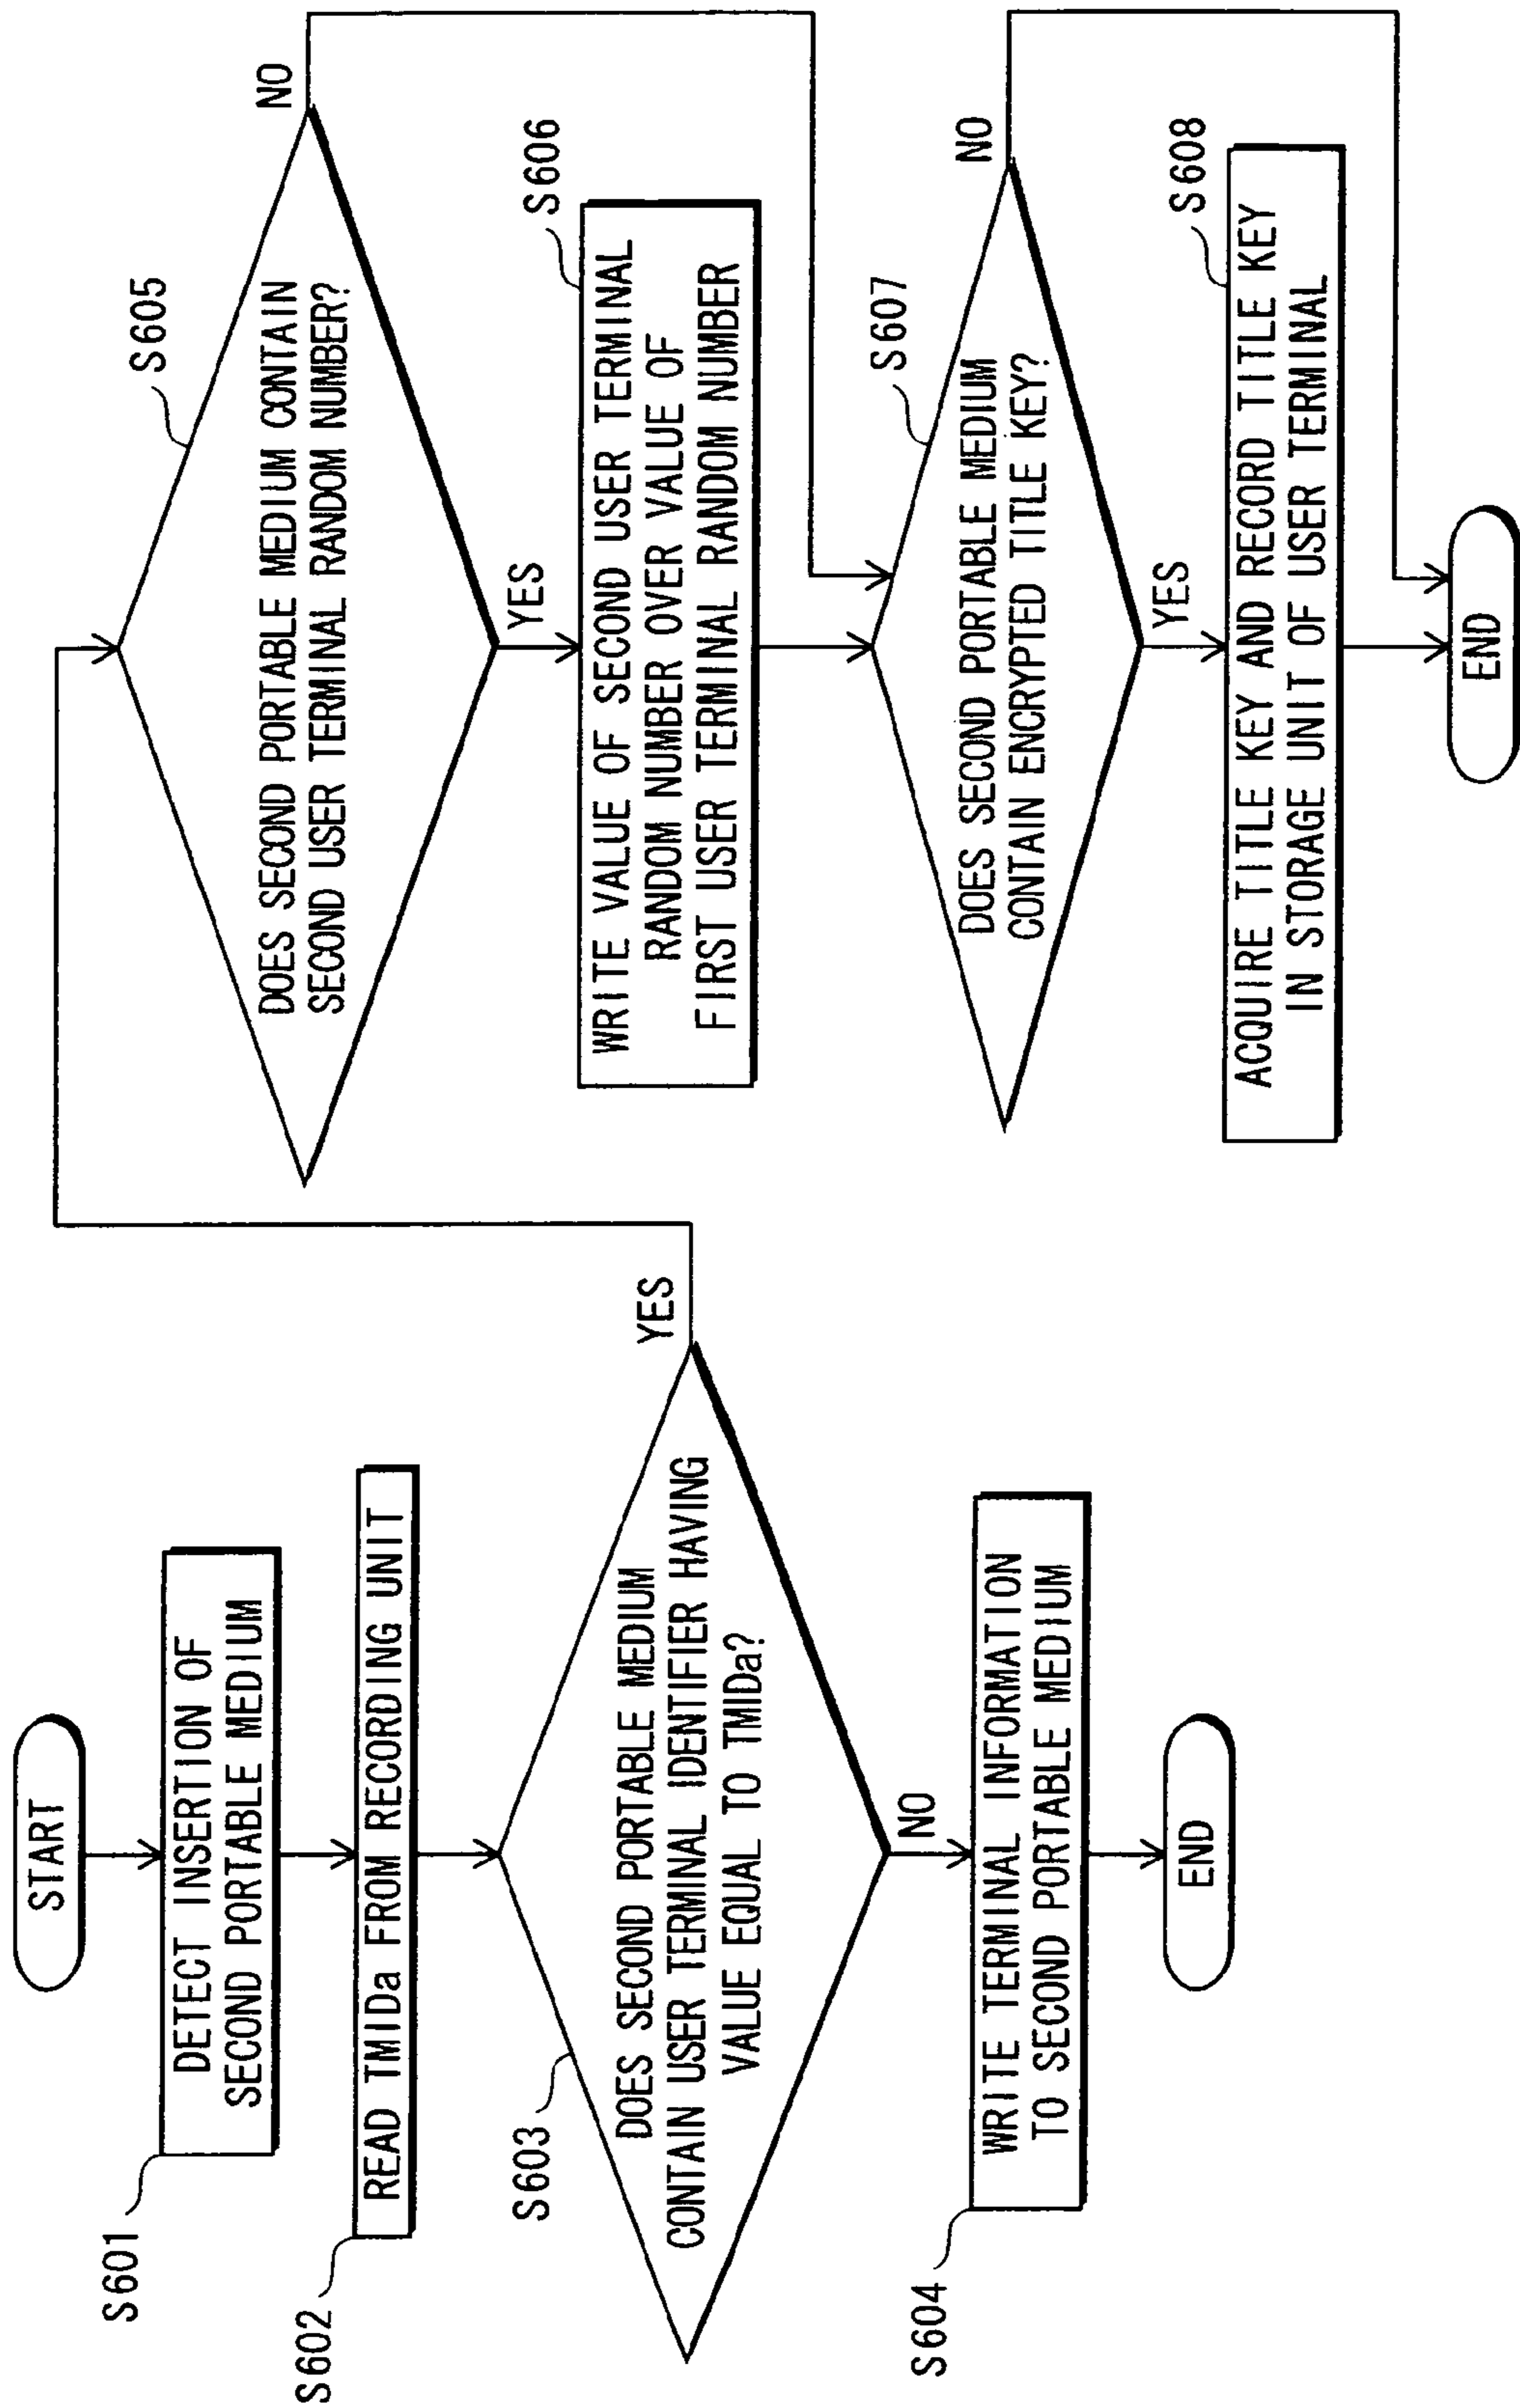 START
S601
DETECT INSERTION OF
SECOND PORTABLE MEDIUM
S602
READ TMIDa FROM RECORDING UNIT
S603
DOES SECOND PORTABLE MEDIUM
CONTAIN USER TERMINAL IDENTIFIER HAVING
VALUE EQUAL TO TMIDa?
YES
NO
S604
WRITE TERMINAL INFORMATION
TO SECOND PORTABLE MEDIUM
END
S605
DOES SECOND PORTABLE MEDIUM CONTAIN
SECOND USER TERMINAL RANDOM NUMBER?
NO
YES
S606
WRITE VALUE OF SECOND USER TERMINAL
RANDOM NUMBER OVER VALUE OF
FIRST USER TERMINAL RANDOM NUMBER
S607
DOES SECOND PORTABLE MEDIUM
CONTAIN ENCRYPTED TITLE KEY?
NO
YES
S608
ACQUIRE TITLE KEY AND RECORD TITLE KEY
IN STORAGE UNIT OF USER TERMINAL
END